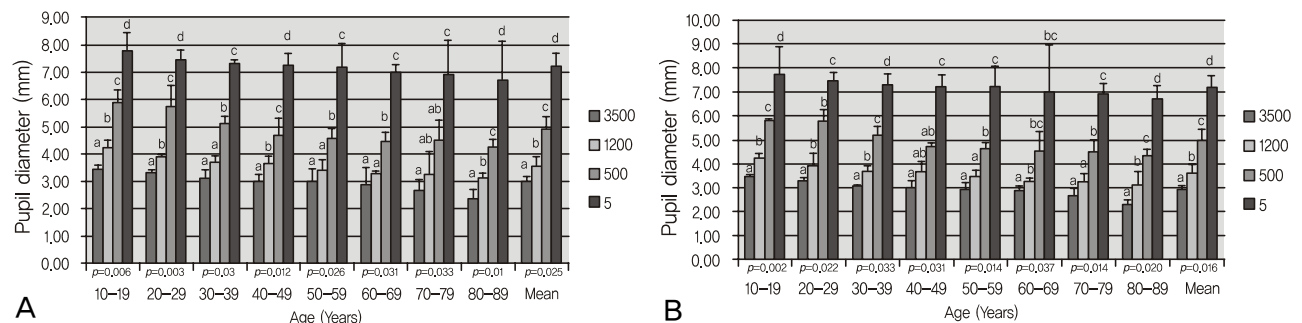 9.00
8.00
7.00
6.00
5.00
4.00
3.00
2.00
1.00
0.00
Pupil diameter (mm)
a b c d
a b c d
a a b c
a b c d
a a b c
a a b c
a ab c
a b c d
a b c d
p=0.006 p=0.003 p=0.03 p=0.012 p=0.026 p=0.031 p=0.033 p=0.01 p=0.025
10–19 20–29 30–39 40–49 50–59 60–69 70–79 80–89 Mean
Age (Years)
3500
1200
500
5
A
10.00
9.00
8.00
7.00
6.00
5.00
4.00
3.00
2.00
1.00
0.00
Pupil diameter (mm)
a b c d
a a b c
a b c d
a ab d
a a b c
a b bc bc
a a b c
a b c d
a b c d
p=0.002 p=0.022 p=0.033 p=0.031 p=0.014 p=0.037 p=0.014 p=0.020 p=0.016
10–19 20–29 30–39 40–49 50–59 60–69 70–79 80–89 Mean
Age (Years)
3500
1200
500
5
B